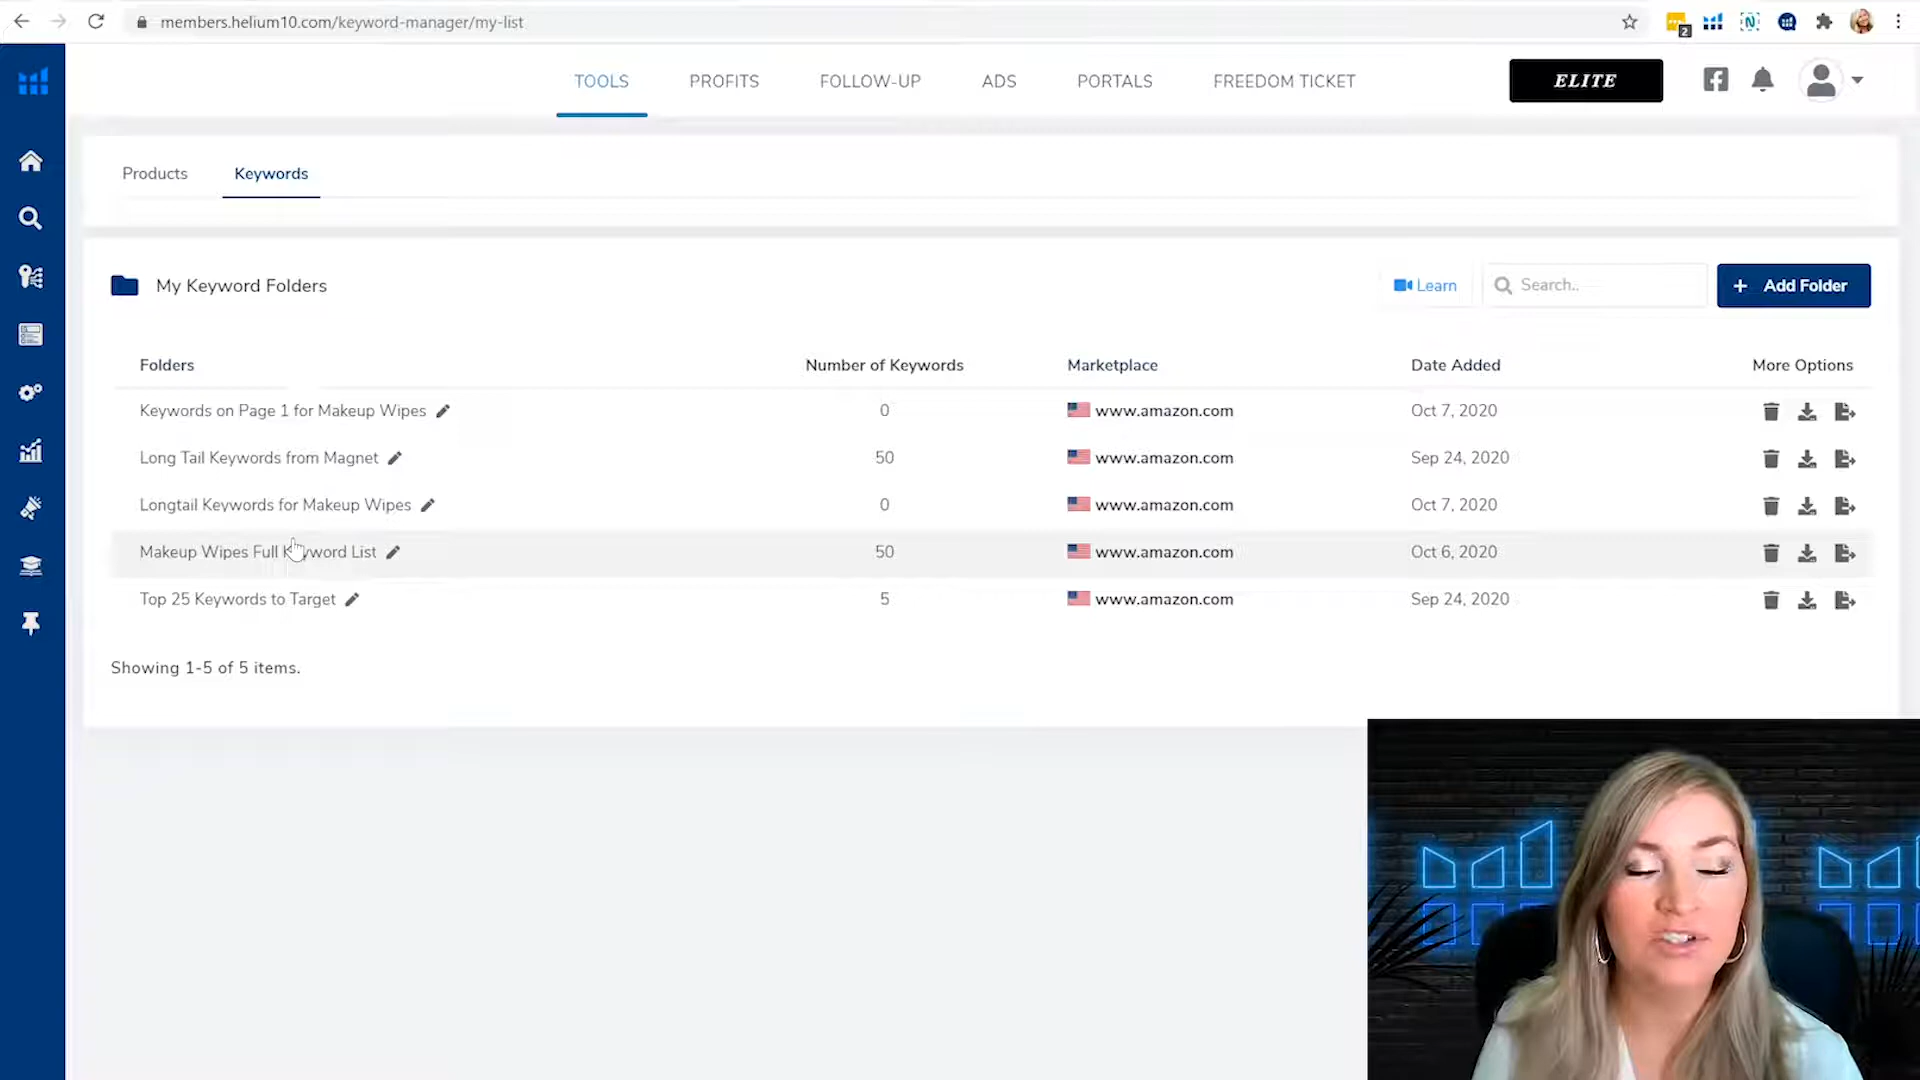 members.helium10.com/keyword-manager/my-list
2
TOOLS PROFITS FOLLOW-UP ADS PORTALS FREEDOM TICKET ELITE
Products Keywords
My Keyword Folders Learn Search.. + Add Folder
Folders Number of Keywords Marketplace Date Added More Options
Keywords on Page 1 for Makeup Wipes 0 www.amazon.com Oct 7, 2020
Long Tail Keywords from Magnet 50 www.amazon.com Sep 24, 2020
Longtail Keywords for Makeup Wipes 0 www.amazon.com Oct 7, 2020
Makeup Wipes Full Keyword List 50 www.amazon.com Oct 6, 2020
Top 25 Keywords to Target 5 www.amazon.com Sep 24, 2020
Showing 1-5 of 5 items.